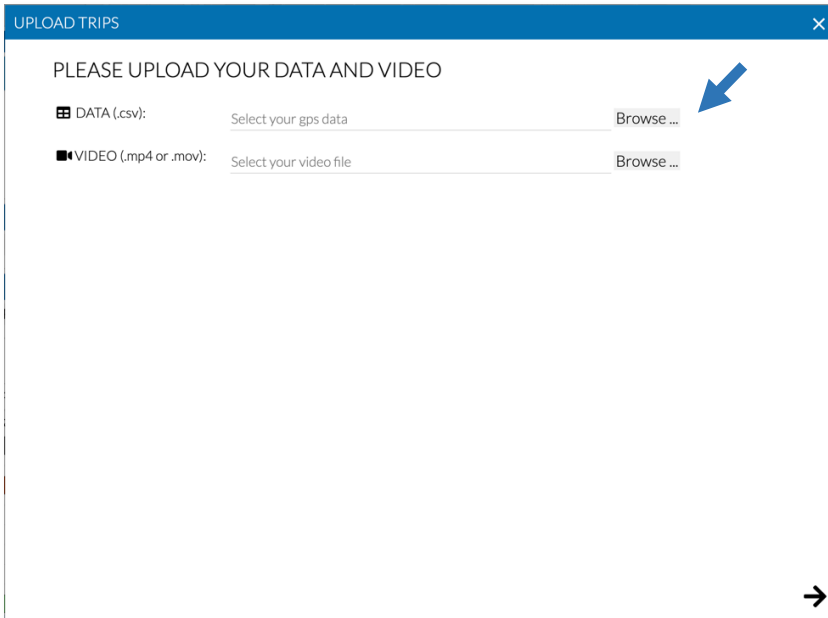 UPLOAD TRIPS
PLEASE UPLOAD YOUR DATA AND VIDEO
DATA (.csv):
Select your gps data
Browse ...
VIDEO (.mp4 or .mov):
Select your video file
Browse ...